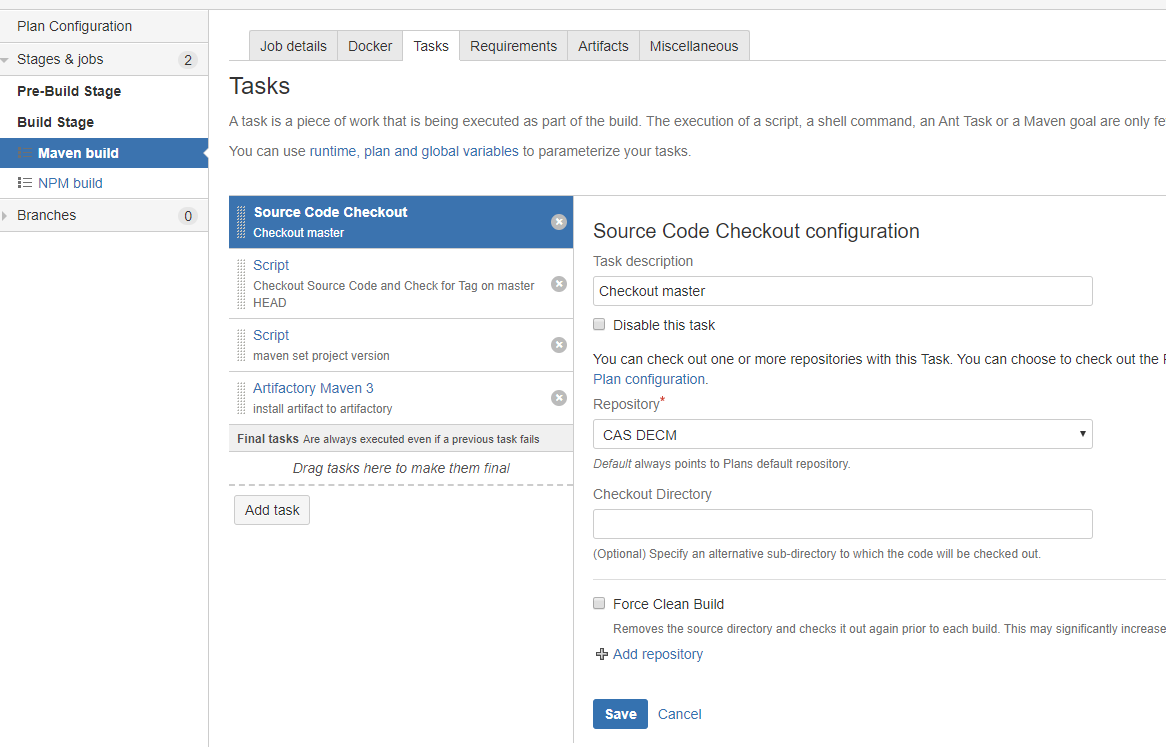 Plan Configuration
Stages & jobs
2
Pre-Build Stage
Build Stage
Maven build
NPM build
Branches
0
Job details
Docker
Tasks
Requirements
Artifacts
Miscellaneous
Tasks
A task is a piece of work that is being executed as part of the build. The execution of a script, a shell command, an Ant Task or a Maven goal are only fe
You can use runtime, plan and global variables to parameterize your tasks.
Source Code Checkout
Checkout master
Script
Checkout Source Code and Check for Tag on master
HEAD
Script
maven set project version
Artifactory Maven 3
install artifact to artifactory
Final tasks Are always executed even if a previous task fails
Drag tasks here to make them final
Add task
Source Code Checkout configuration
Task description
Checkout master
Disable this task
You can check out one or more repositories with this Task. You can choose to check out the
Plan configuration.
Repository*
CAS DECM
Default always points to Plans default repository.
Checkout Directory
(Optional) Specify an alternative sub-directory to which the code will be checked out.
Force Clean Build
Removes the source directory and checks it out again prior to each build. This may significantly increase
Add repository
Save
Cancel